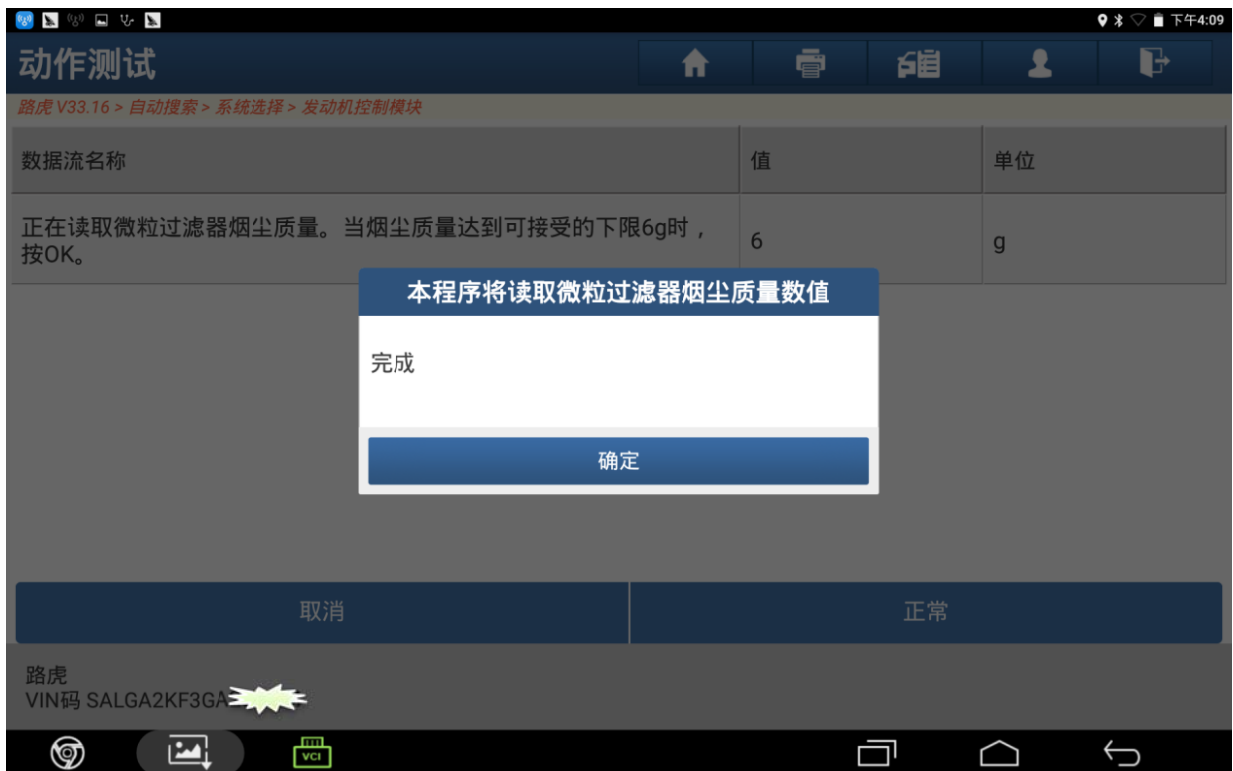 下午4:09
动作测试
路虎 V33.16 > 自动搜索 > 系统选择 > 发动机控制模块
数据流名称 值 单位
正在读取微粒过滤器烟尘质量。当烟尘质量达到可接受的下限6g时，
按OK。
6 g
本程序将读取微粒过滤器烟尘质量数值
完成
确定
取消 正常
路虎
VIN码 SALGA2KF3GA
VCI